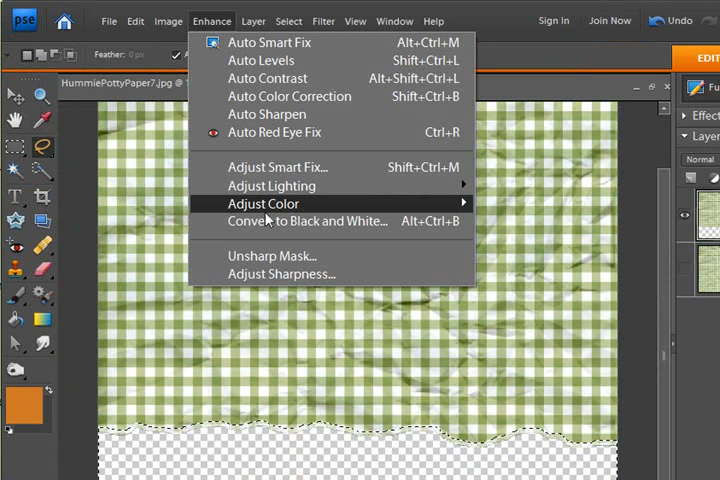 pse File Edit Image Enhance Layer Select Filter View Window Help Sign In Join Now Undo
Feather: 0 px A
EDIT
HummiePottyPaper7.jpg @
Fu
Auto Smart Fix Alt+Ctrl+M
Auto Levels Shift+Ctrl+L
Auto Contrast Alt+Shift+Ctrl+L
Auto Color Correction Shift+Ctrl+B
Auto Sharpen
Auto Red Eye Fix Ctrl+R
Adjust Smart Fix... Shift+Ctrl+M
Adjust Lighting
Adjust Color
Convert to Black and White... Alt+Ctrl+B
Unsharp Mask...
Adjust Sharpness...
Effect
Layer
Normal
T